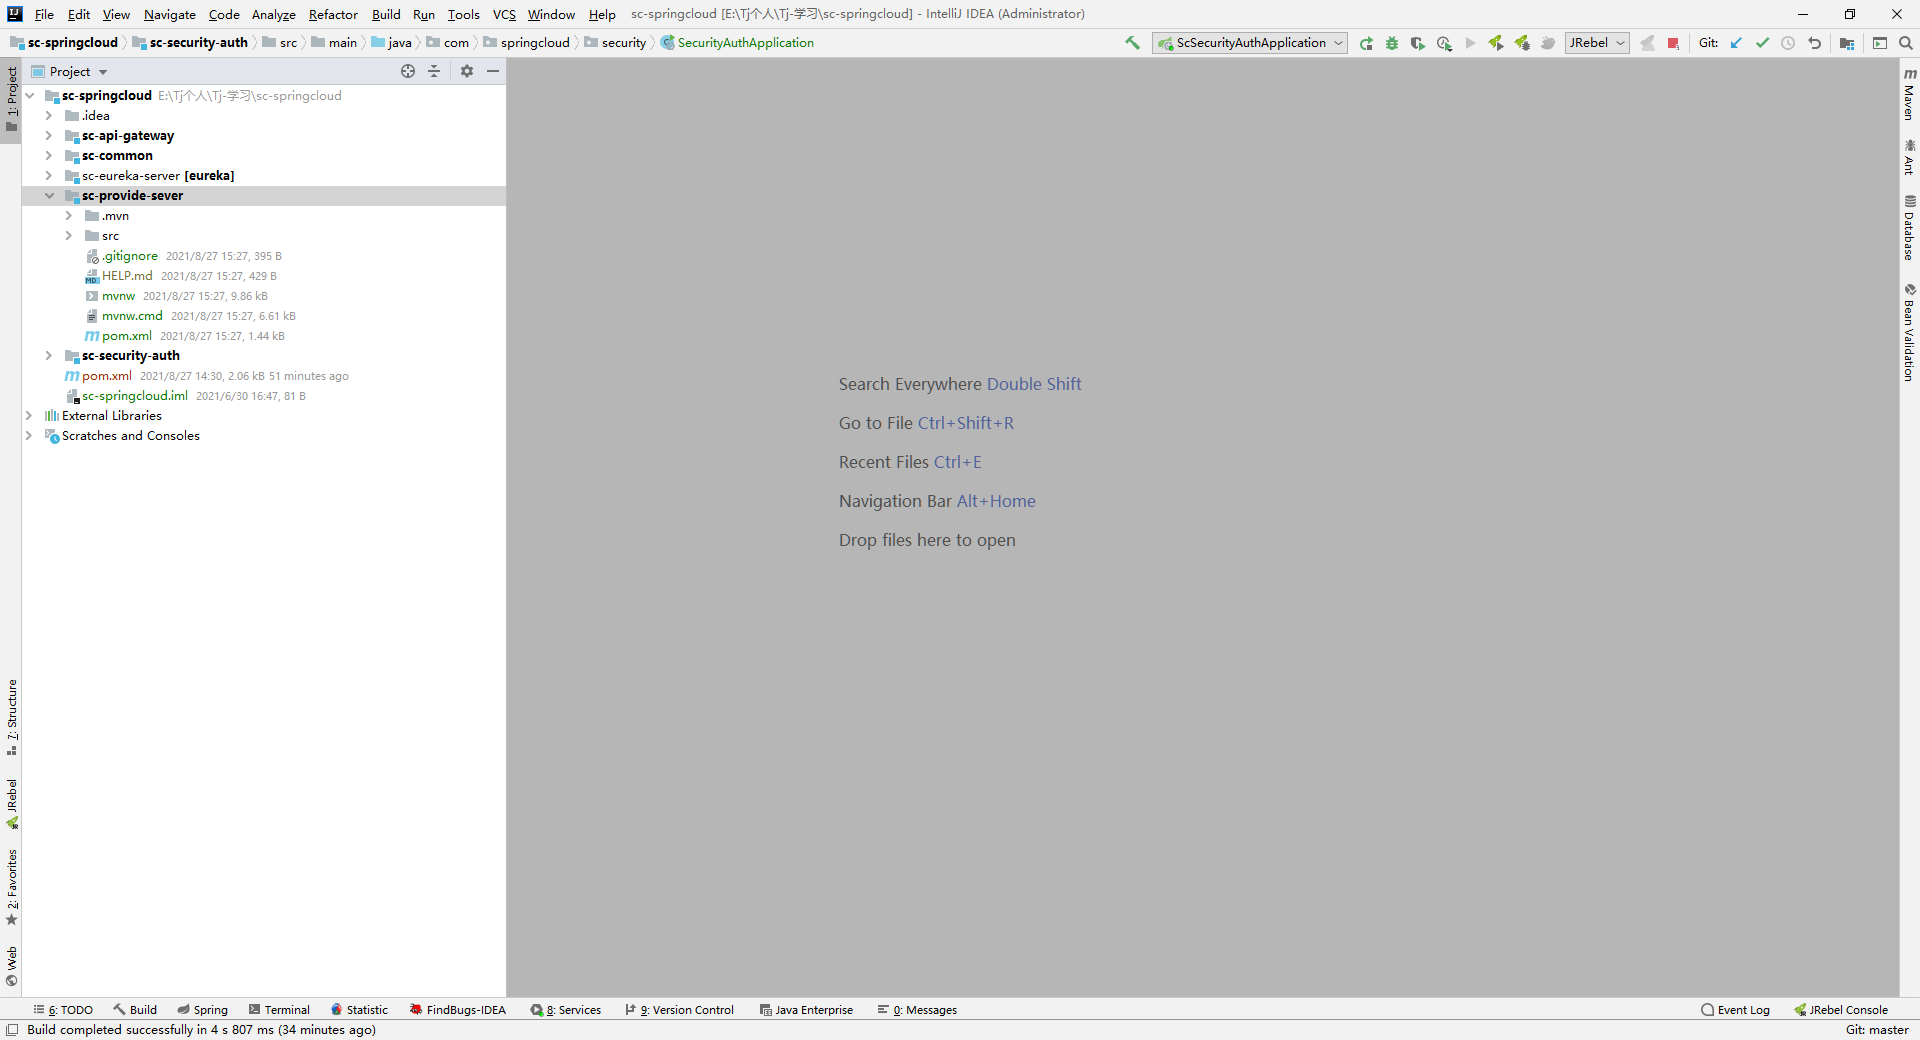 File Edit View Navigate Code Analyze Refactor Build Run Tools VCS Window Help sc-springcloud [E:\Tj个人\Tj-学习\sc-springcloud] - IntelliJ IDEA (Administrator)
sc-springcloud sc-security-auth src main java com springcloud security SecurityAuthApplication ScSecurityAuthApplication JRebel Git:
Project
sc-springcloud E:\Tj个人\Tj-学习\sc-springcloud
.idea
sc-api-gateway
sc-common
sc-eureka-server [eureka]
sc-provide-sever
.mvn
src
.gitignore 2021/8/27 15:27, 395 B
HELP.md 2021/8/27 15:27, 429 B
mvnw 2021/8/27 15:27, 9.86 kB
mvnw.cmd 2021/8/27 15:27, 6.61 kB
pom.xml 2021/8/27 15:27, 1.44 kB
sc-security-auth
pom.xml 2021/8/27 14:30, 2.06 kB 51 minutes ago
sc-springcloud.iml 2021/6/30 16:47, 81 B
External Libraries
Scratches and Consoles
1: Project
7: Structure
JRebel
2: Favorites
Web
Search Everywhere Double Shift
Go to File Ctrl+Shift+R
Recent Files Ctrl+E
Navigation Bar Alt+Home
Drop files here to open
Maven
Ant
Database
Bean Validation
6: TODO Build Spring Terminal Statistic FindBugs-IDEA 8: Services 9: Version Control Java Enterprise 0: Messages Event Log JRebel Console
Build completed successfully in 4 s 807 ms (34 minutes ago) Git: master